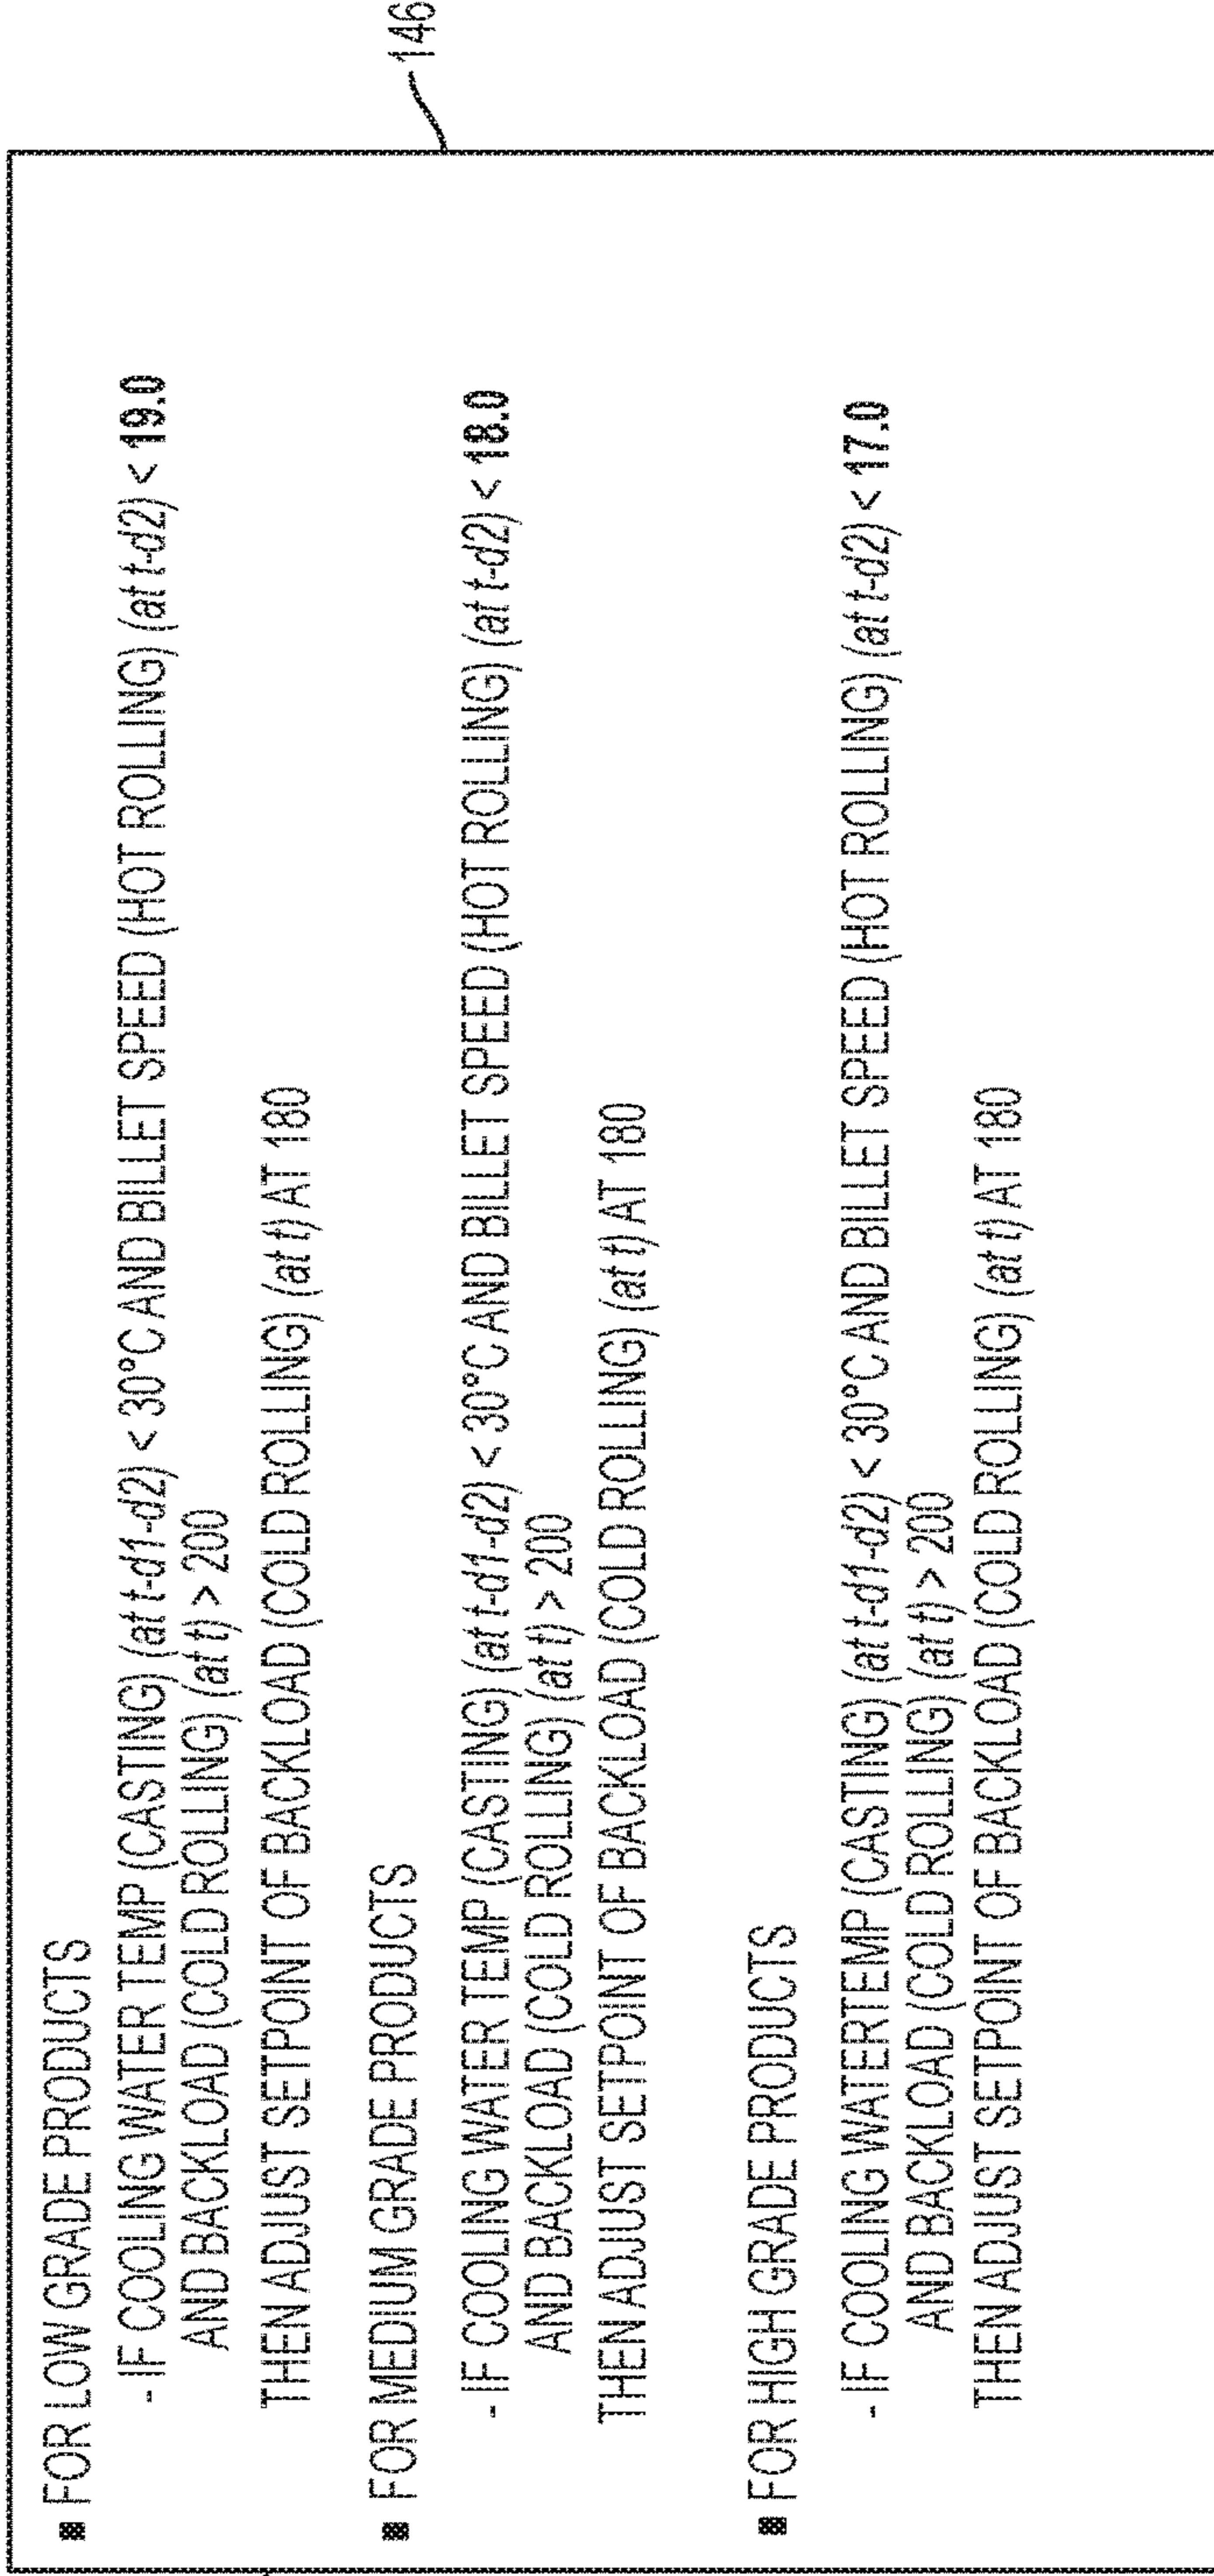 ■ FOR LOW GRADE PRODUCTS
- IF COOLING WATER TEMP (CASTING) (at t-d1-d2) < 30°C AND BILLET SPEED (HOT ROLLING) (at t-d2) < 19.0
AND BACKLOAD (COLD ROLLING) (at t) > 200
THEN ADJUST SETPOINT OF BACKLOAD (COLD ROLLING) (at t) AT 180
■ FOR MEDIUM GRADE PRODUCTS
- IF COOLING WATER TEMP (CASTING) (at t-d1-d2) < 30°C AND BILLET SPEED (HOT ROLLING) (at t-d2) < 18.0
AND BACKLOAD (COLD ROLLING) (at t) > 200
THEN ADJUST SETPOINT OF BACKLOAD (COLD ROLLING) (at t) AT 180
■ FOR HIGH GRADE PRODUCTS
- IF COOLING WATERTEMP (CASTING) (at t-d1-d2) < 30°C AND BILLET SPEED (HOT ROLLING) (at t-d2) < 17.0
AND BACKLOAD (COLD ROLLING) (at t) > 200
THEN ADJUST SETPOINT OF BACKLOAD (COLD ROLLING) (at t) AT 180
146